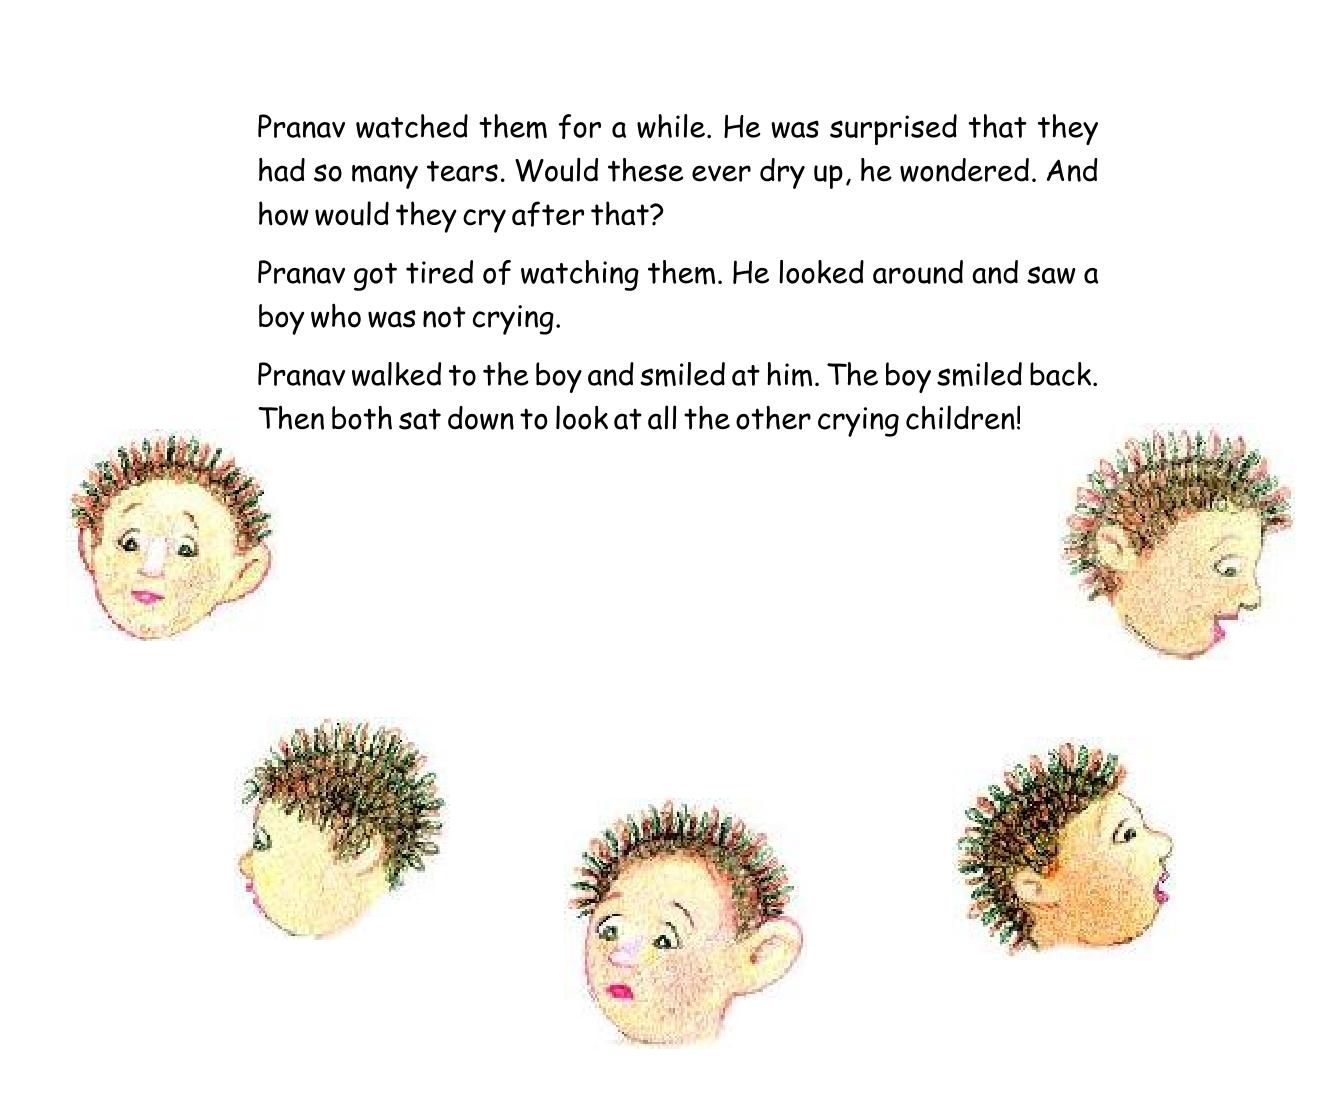 Pranav watched them for a while. He was surprised that they
had so many tears. Would these ever dry up, he wondered. And
how would they cry after that?
Pranav got tired of watching them. He looked around and saw a
boy who was not crying.
Pranav walked to the boy and smiled at him. The boy smiled back.
Then both sat down to look at all the other crying children!